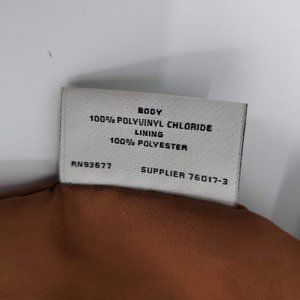 BODY
100% POLYVINYL CHLORIDE
LINING
100% POLYESTER
RN93677 SUPPLIER 76017-3